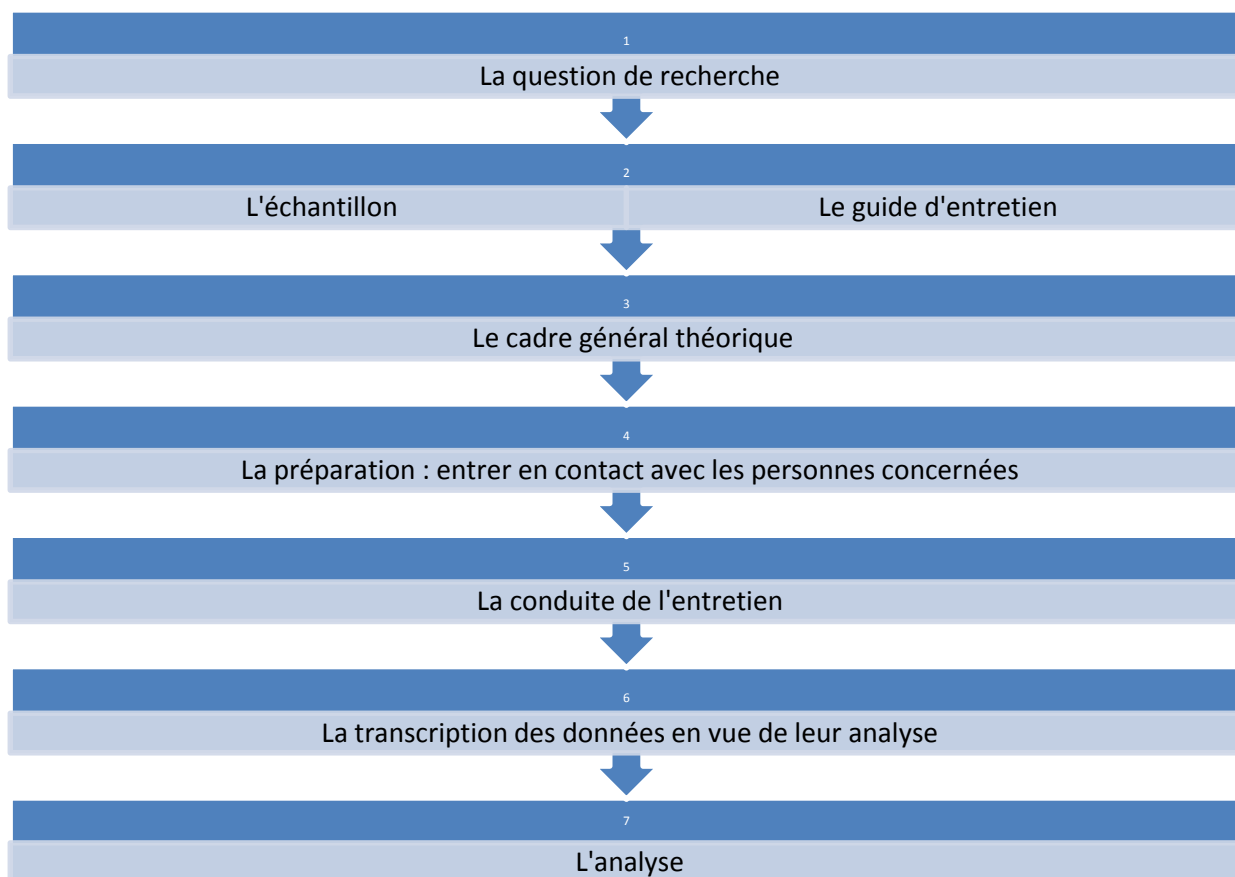 1
La question de recherche
2
L'échantillon
Le guide d'entretien
3
Le cadre général théorique
4
La préparation : entrer en contact avec les personnes concernées
5
La conduite de l'entretien
6
La transcription des données en vue de leur analyse
7
L'analyse